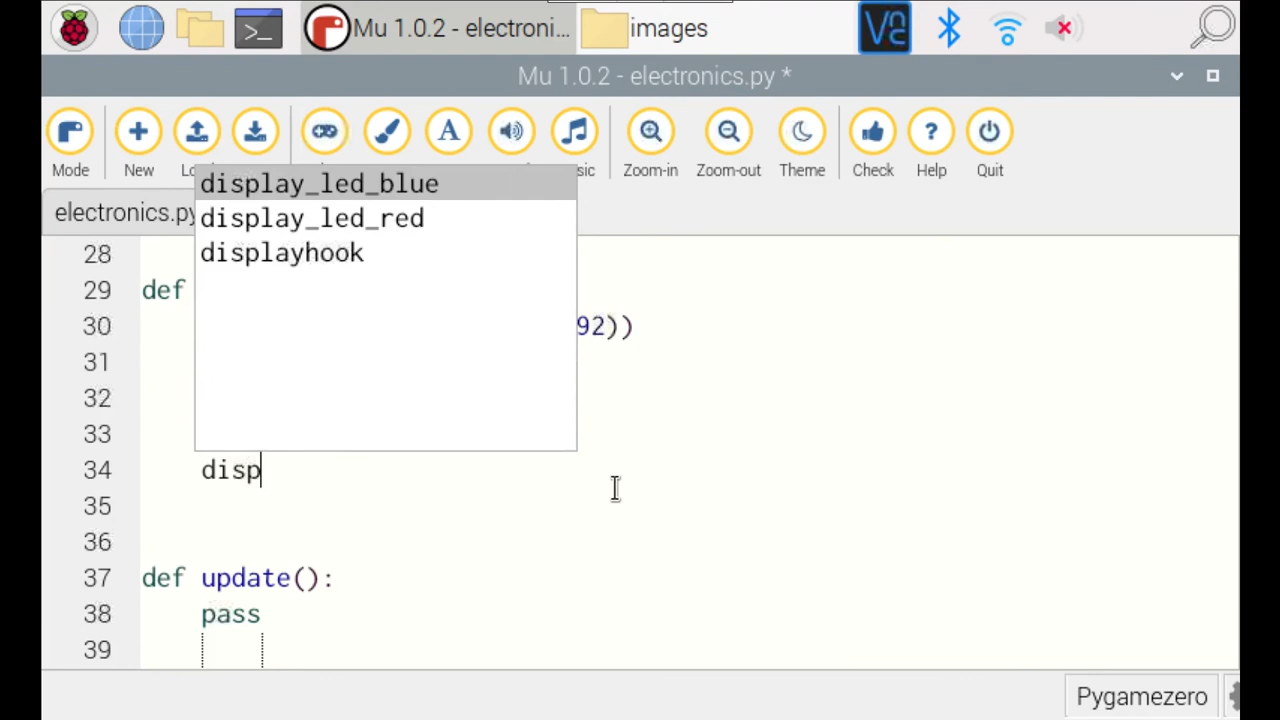 Mu 1.0.2 - electroni... images
Mu 1.0.2 - electronics.py *
Mode New Zoom-in Zoom-out Theme Check Help Quit
display_led_blue
display_led_red
displayhook
electronics.py
28
29 def
30 92))
31
32
33
34 disp
35
36
37 def update():
38 pass
39
Pygamezero